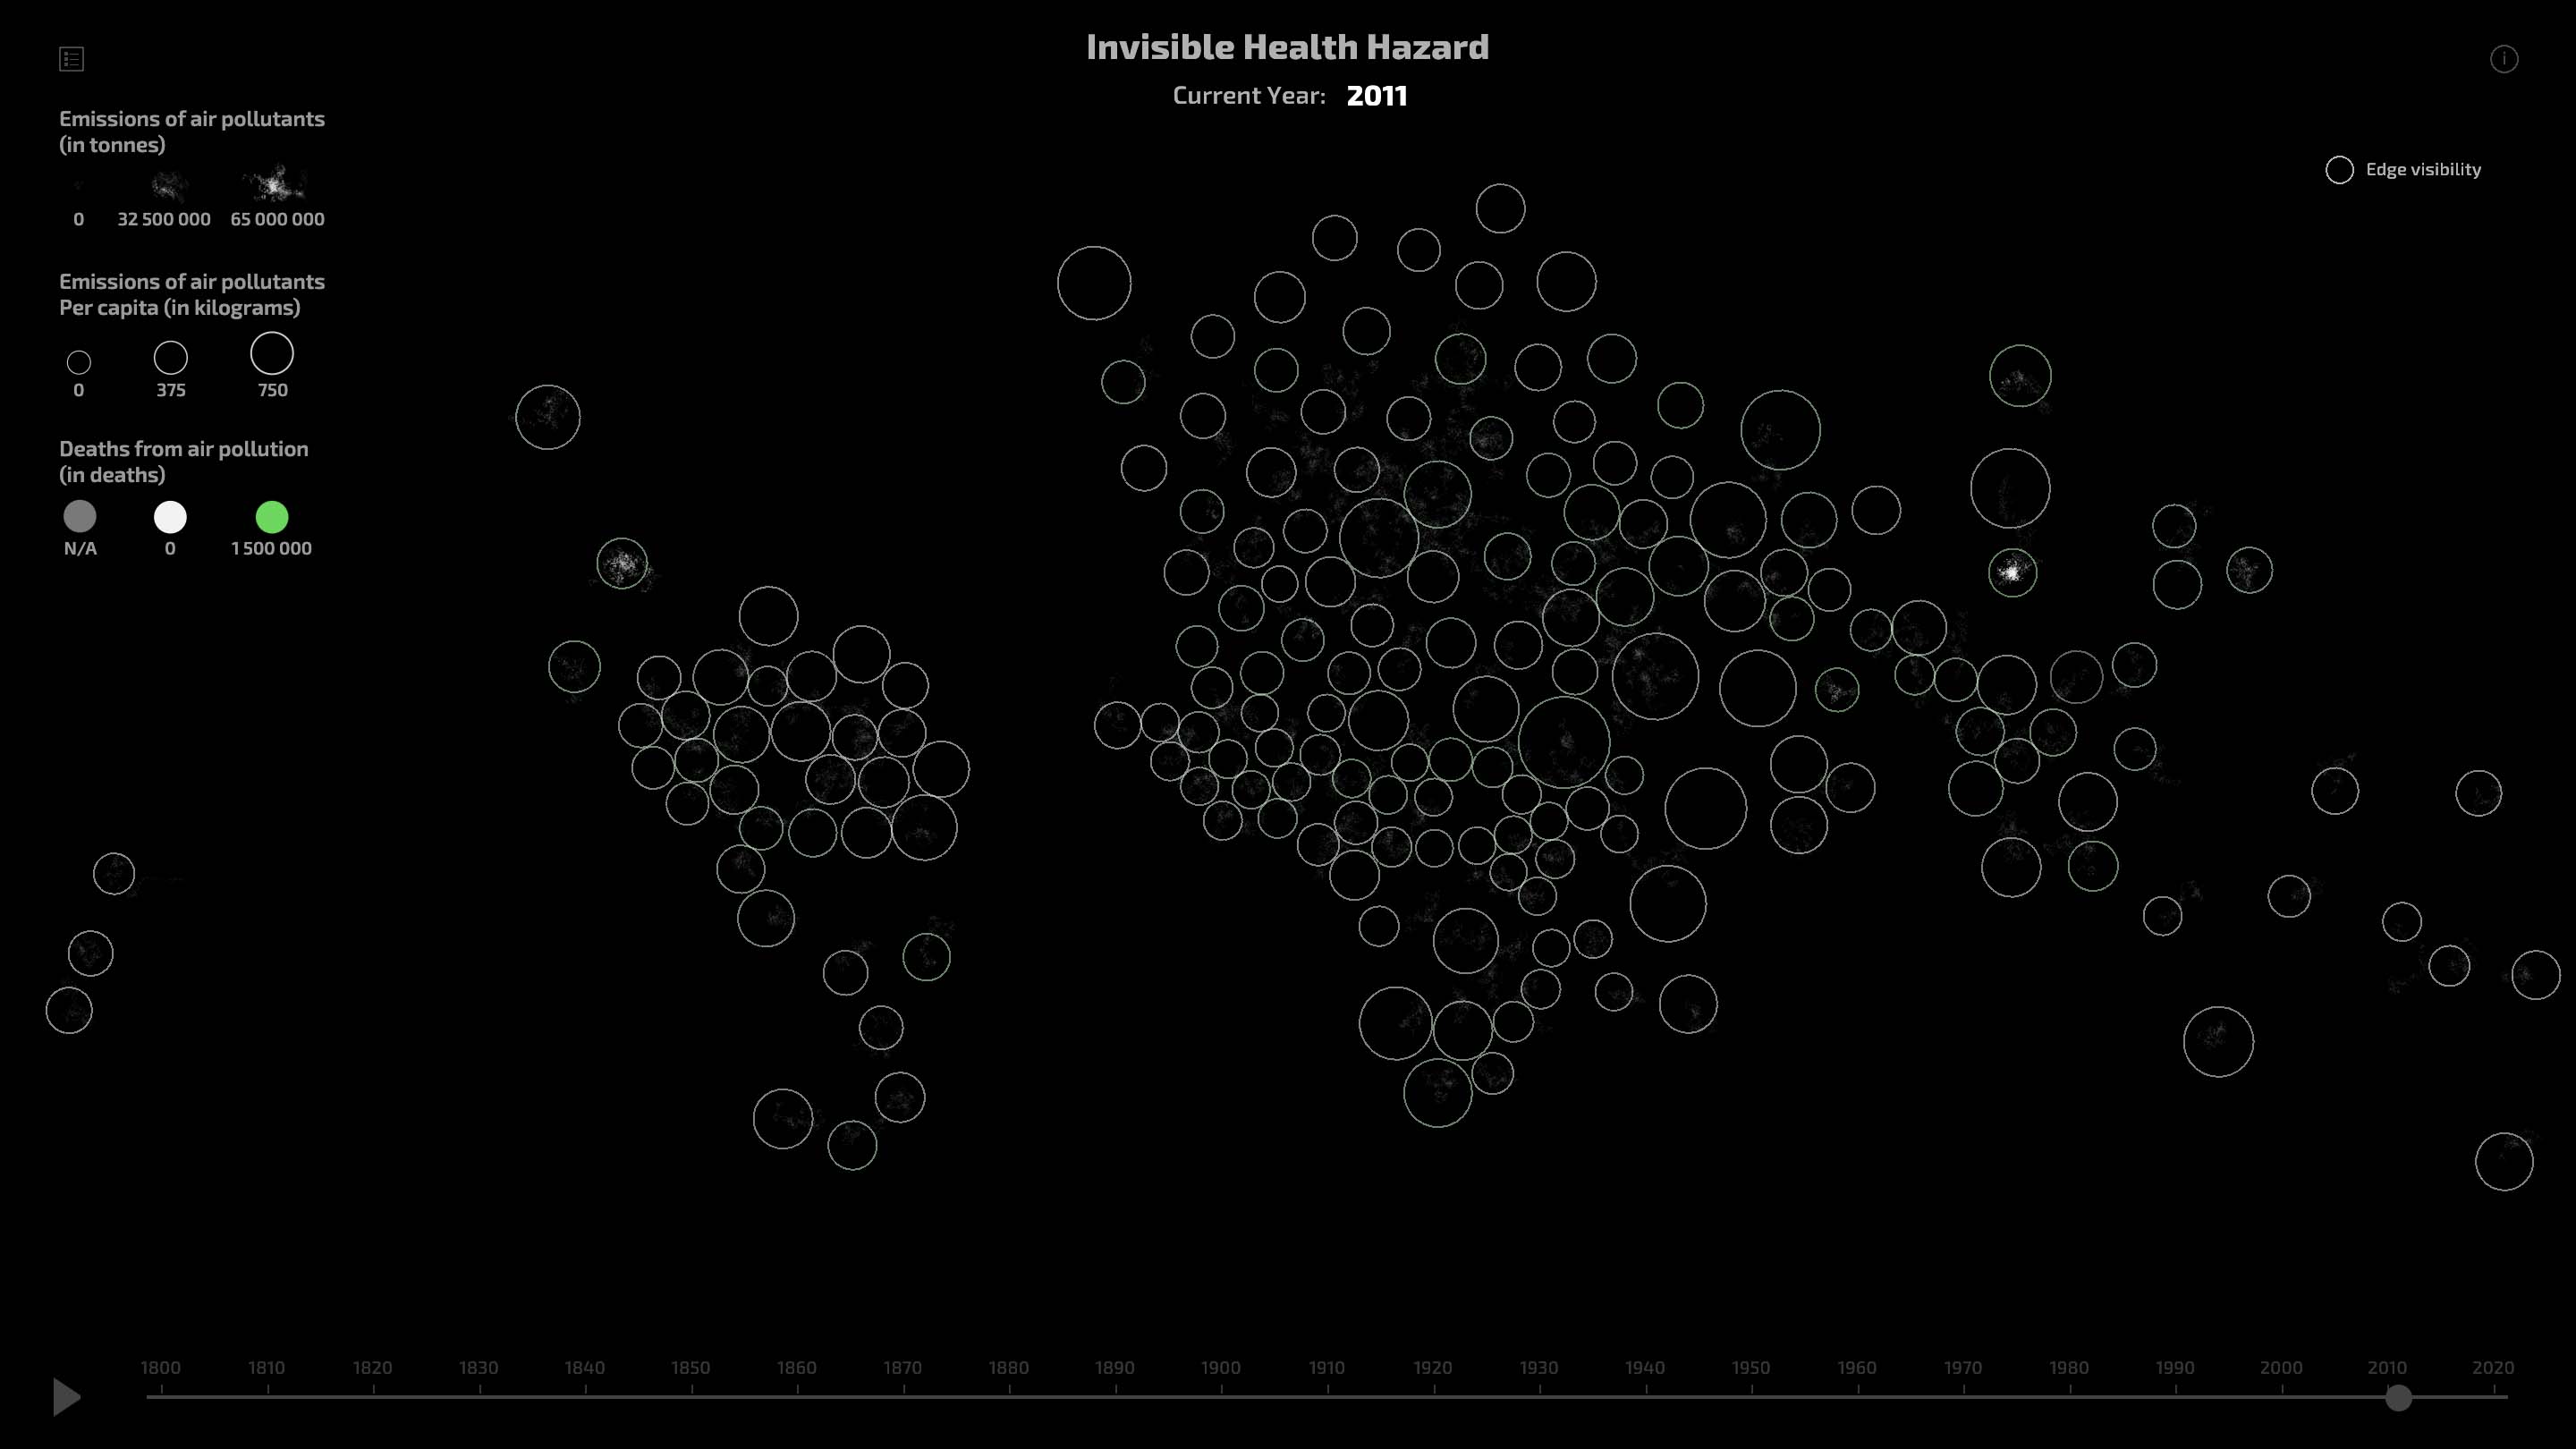 Invisible Health Hazard
Current Year: 2011
Emissions of air pollutants
(in tonnes)
0 32 500 000 65 000 000
Emissions of air pollutants
Per capita (in kilograms)
0 375 750
Deaths from air pollution
(in deaths)
N/A 0 1 500 000
Edge visibility
1800 1810 1820 1830 1840 1850 1860 1870 1880 1890 1900 1910 1920 1930 1940 1950 1960 1970 1980 1990 2000 2010 2020